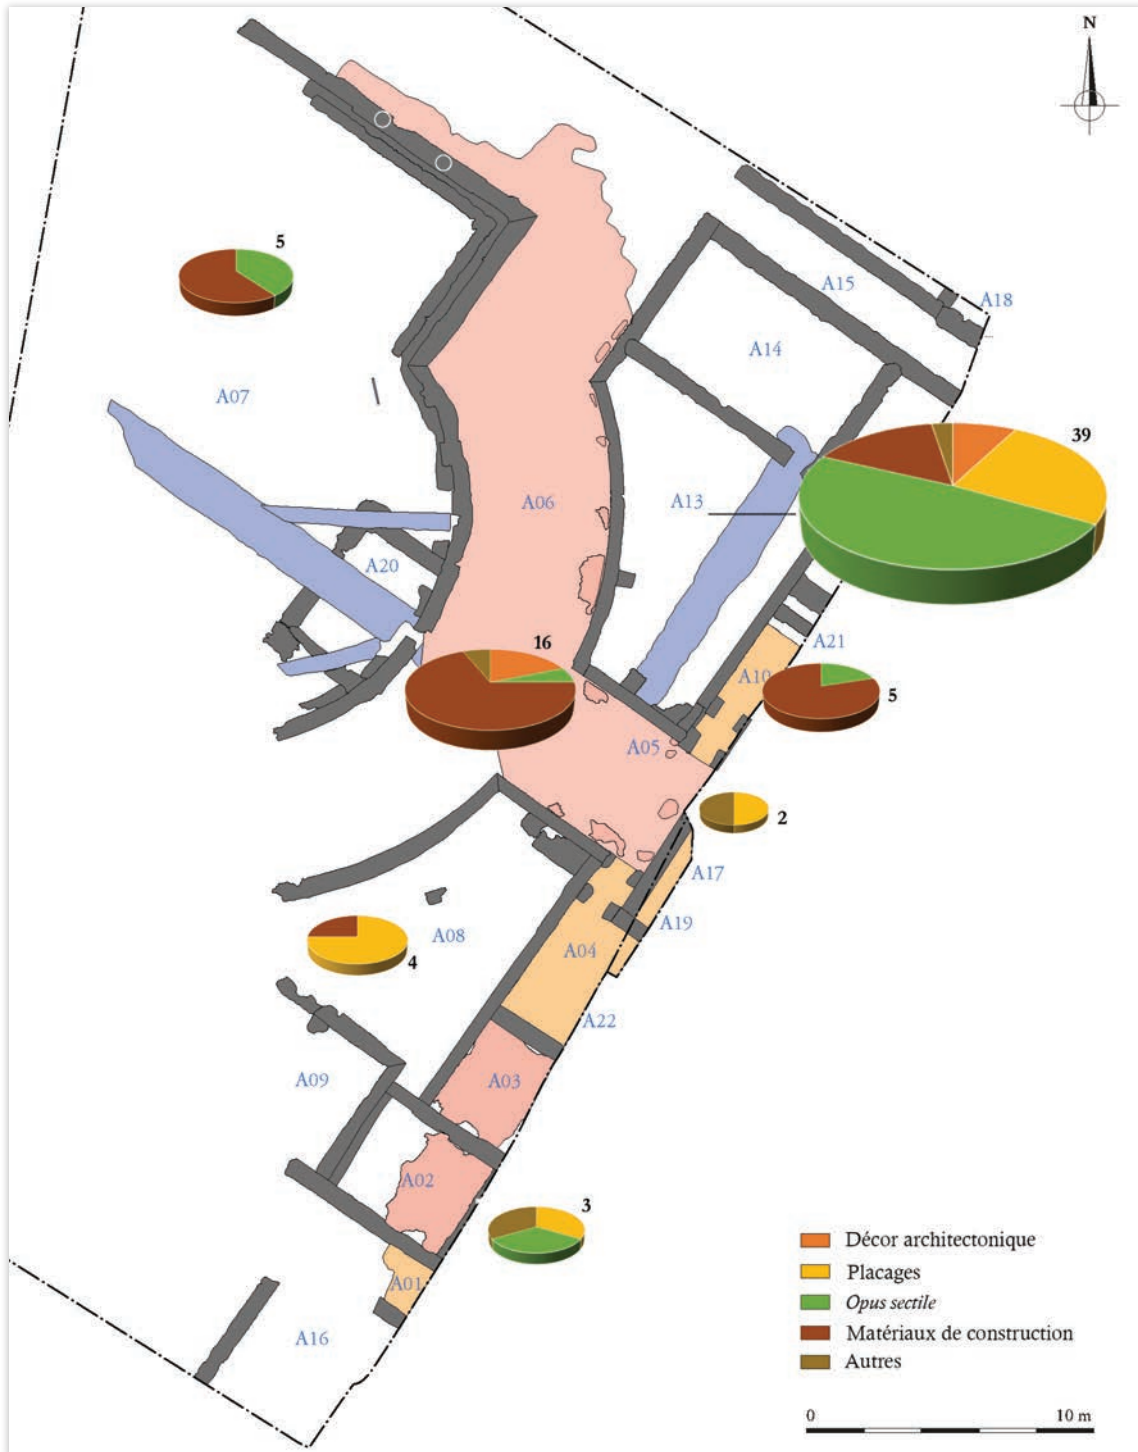 N
5
A15
A18
A14
A07
39
A06
A13
A20
16
A21
A10
5
A05
2
A17
A19
A08
4
A04
A22
A09
A03
A02
3
A01
A16
Décor architectonique
Placages
Opus sectile
Matériaux de construction
Autres
0 10 m